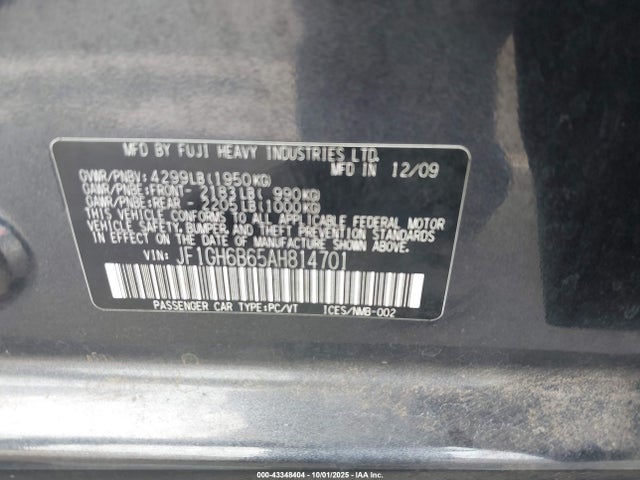 MFD BY FUJI HEAVY INDUSTRIES LTD.
GVWR/PNBV: 4299LB(1950KG) MFD IN 12/09
GAWR/PNBE:FRONT- 2183LB( 990KG)
GAWR/PNBE:REAR - 2205LB(1000KG)
THIS VEHICLE CONFORMS TO ALL APPLICABLE FEDERAL MOTOR
VEHICLE SAFETY, BUMPER, AND THEFT PREVENTION STANDARDS
IN EFFECT ON THE DATE OF MANUFACTURE SHOWN ABOVE.
VIN: JF1GH6B65AH814701
PASSENGER CAR TYPE:PC/VT ICES/NMB-002
000-43348404 - 10/01/2025 - IAA Inc.